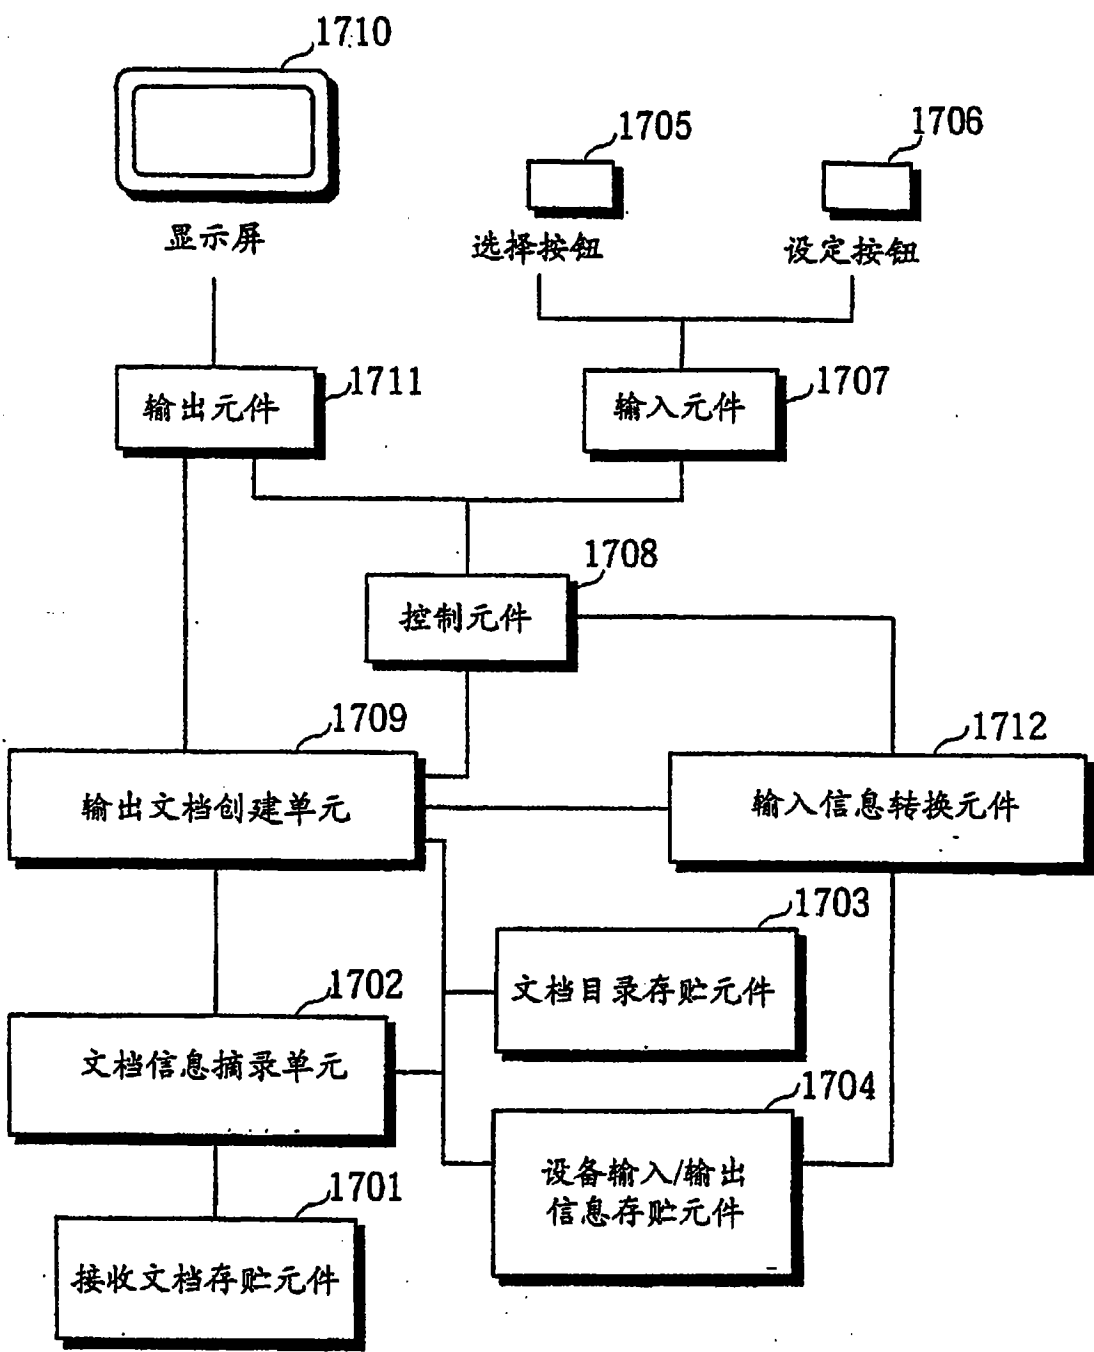 1710
1705
1706
显示屏
选择按钮
设定按钮
1711
输出元件
1707
输入元件
1708
控制元件
1709
输出文档创建单元
1712
输入信息转换元件
1703
文档目录存贮元件
1702
文档信息摘录单元
1704
设备输入/输出
信息存贮元件
1701
接收文档存贮元件